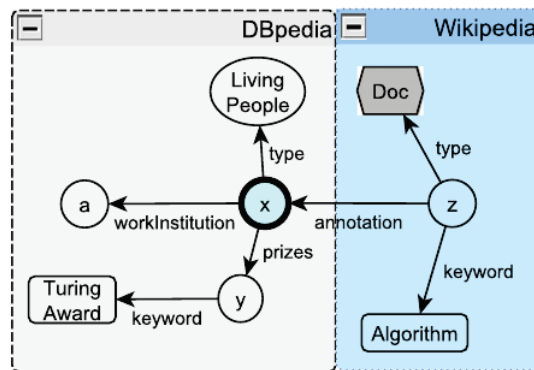 DBpedia
Wikipedia
Living
People
Doc
type
type
a
workInstitution
x
annotation
z
prizes
keyword
Turing
Award
keyword
y
Algorithm